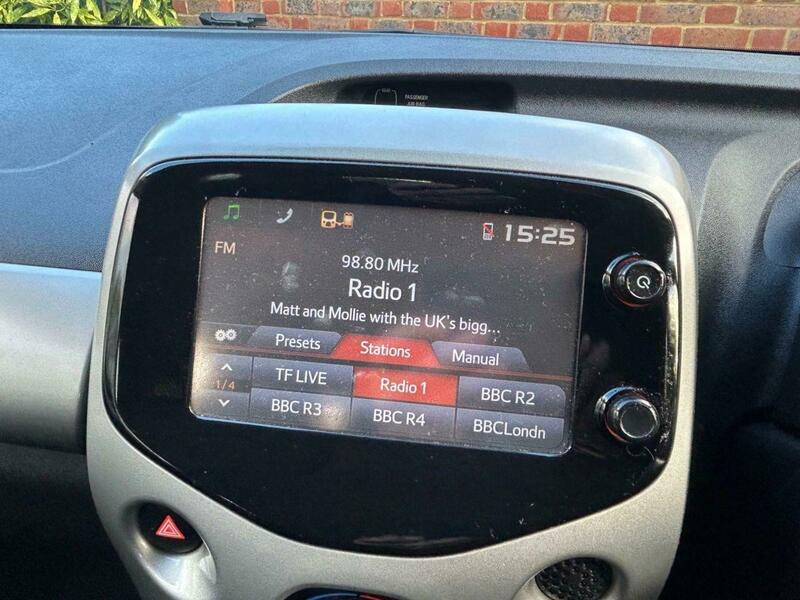 PASSENGER
AIR BAG
15:25
FM
98.80 MHz
Radio 1
Matt and Mollie with the UK's bigg...
Presets
Stations
Manual
1/4
TF LIVE
Radio 1
BBC R2
BBC R3
BBC R4
BBCLondn